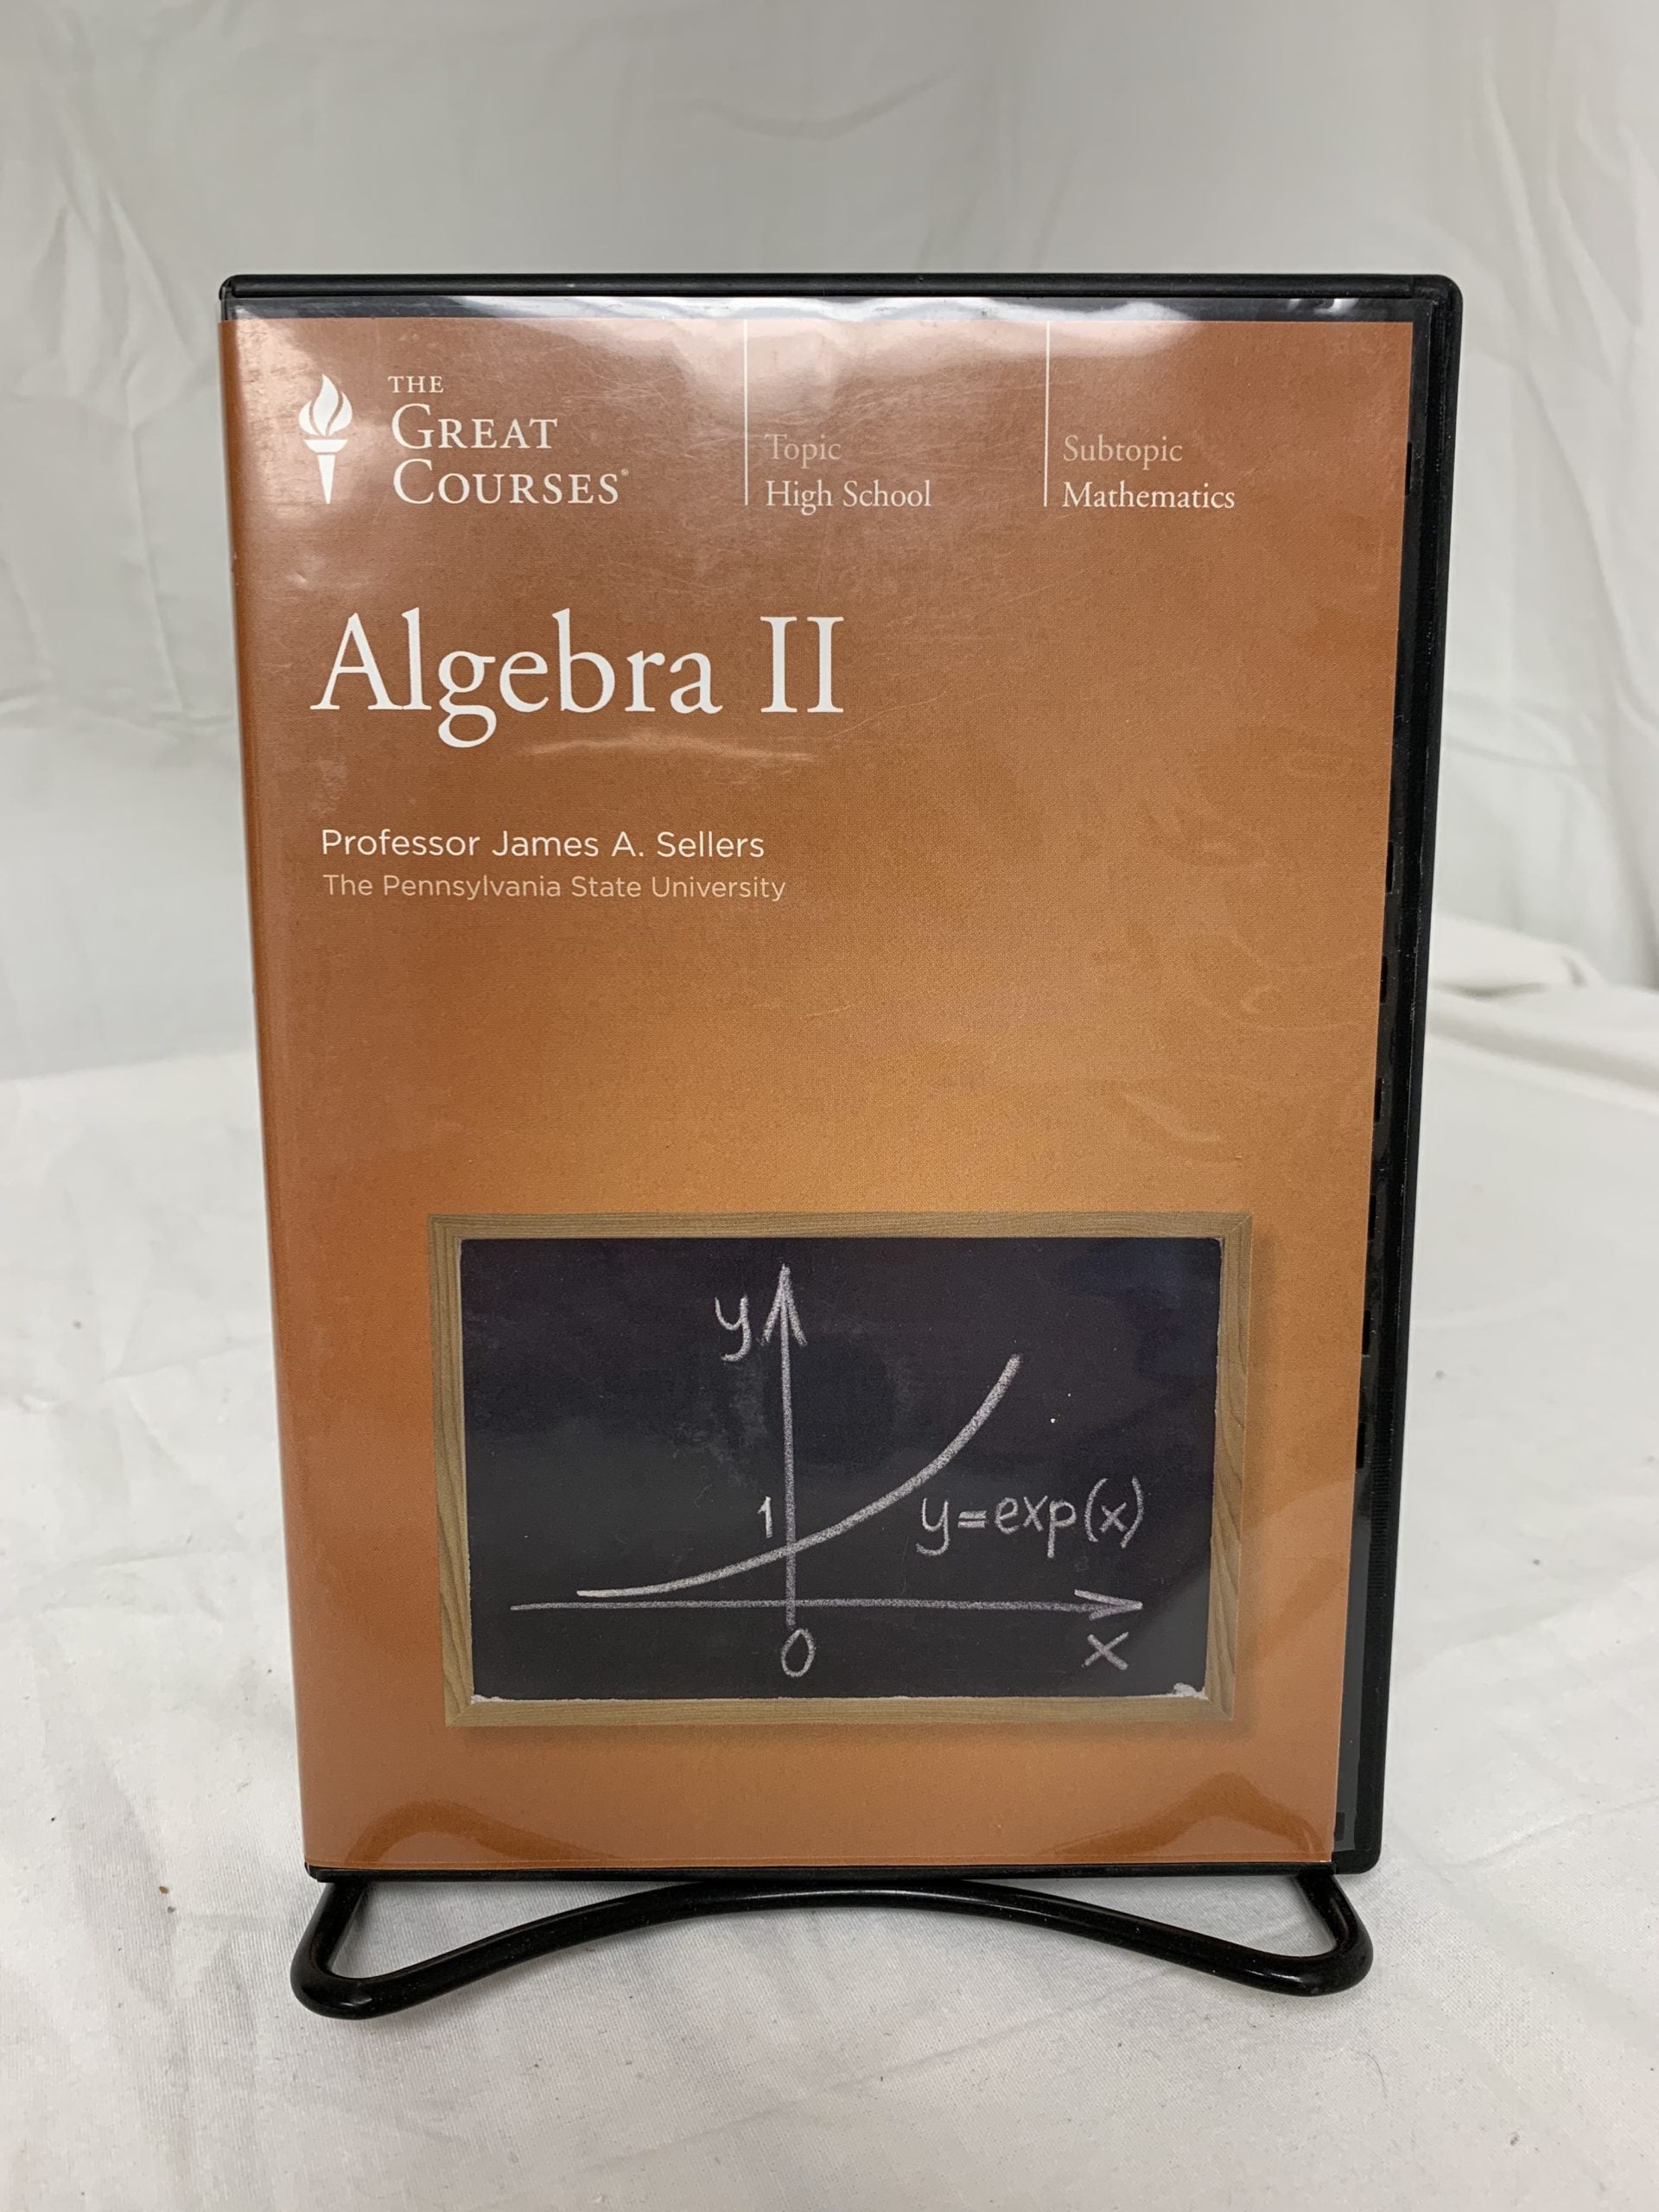 THE
GREAT
COURSES®
Topic
High School
Subtopic
Mathematics
Algebra II
Professor James A. Sellers
The Pennsylvania State University
y
1
y=exp(x)
0
x